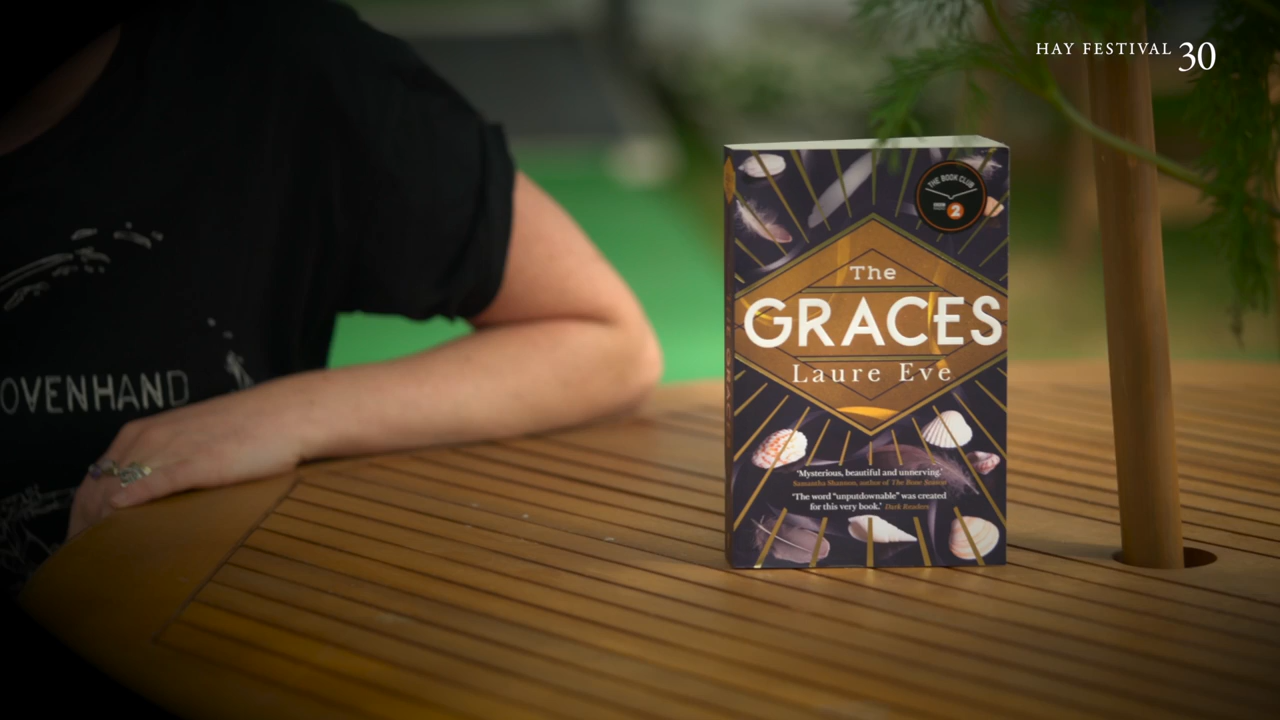 HAY FESTIVAL 30
THE BOOK CLUB
BBC
2
The
GRACES
Laure Eve
'Mysterious, beautiful and unnerving.'
Samantha Shannon, author of The Bone Season
'The word "unputdownable" was created
for this very book.' Dark Readers
OVENHAND